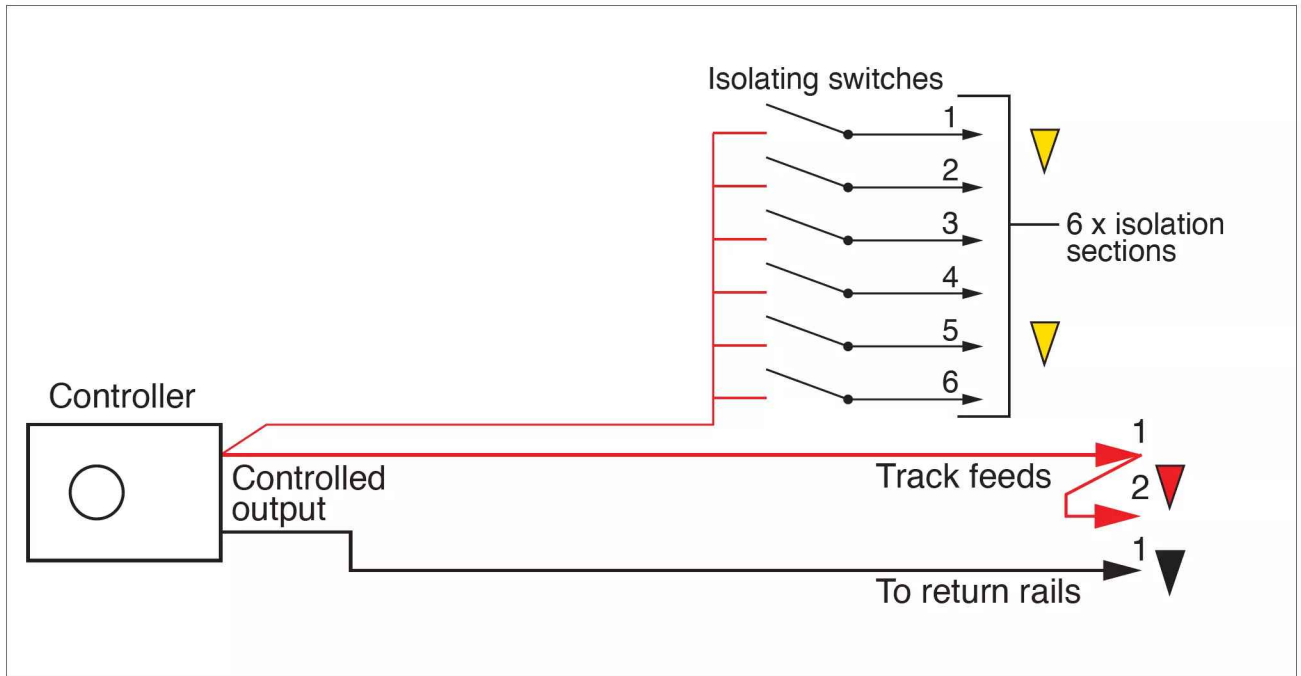 Isolating switches
1
2
3
4
5
6
6 x isolation
sections
Controller
Controlled
output
Track feeds
1
2
1
To return rails